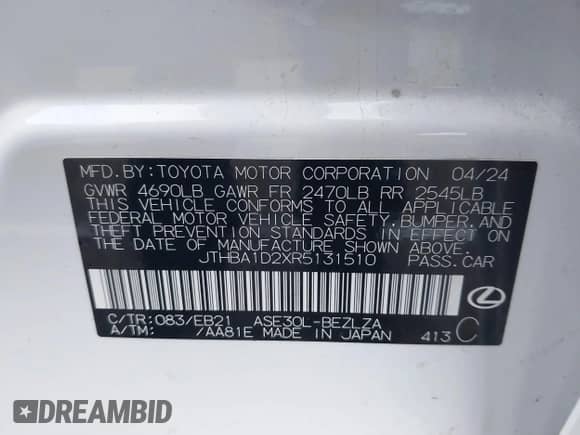 MFD. BY: TOYOTA MOTOR CORPORATION 04/24
GVWR 4690LB GAWR FR 2470LB RR 2545LB
THIS VEHICLE CONFORMS TO ALL APPLICABLE
FEDERAL MOTOR VEHICLE SAFETY, BUMPER, AND
THEFT PREVENTION STANDARDS IN EFFECT ON
THE DATE OF MANUFACTURE SHOWN ABOVE.
JTHBA1D2XR5131510 PASS. CAR
C/TR: 083/EB21 ASE30L-BEZLZA
A/TM: /AA81E MADE IN JAPAN 413 C
DREAMBID